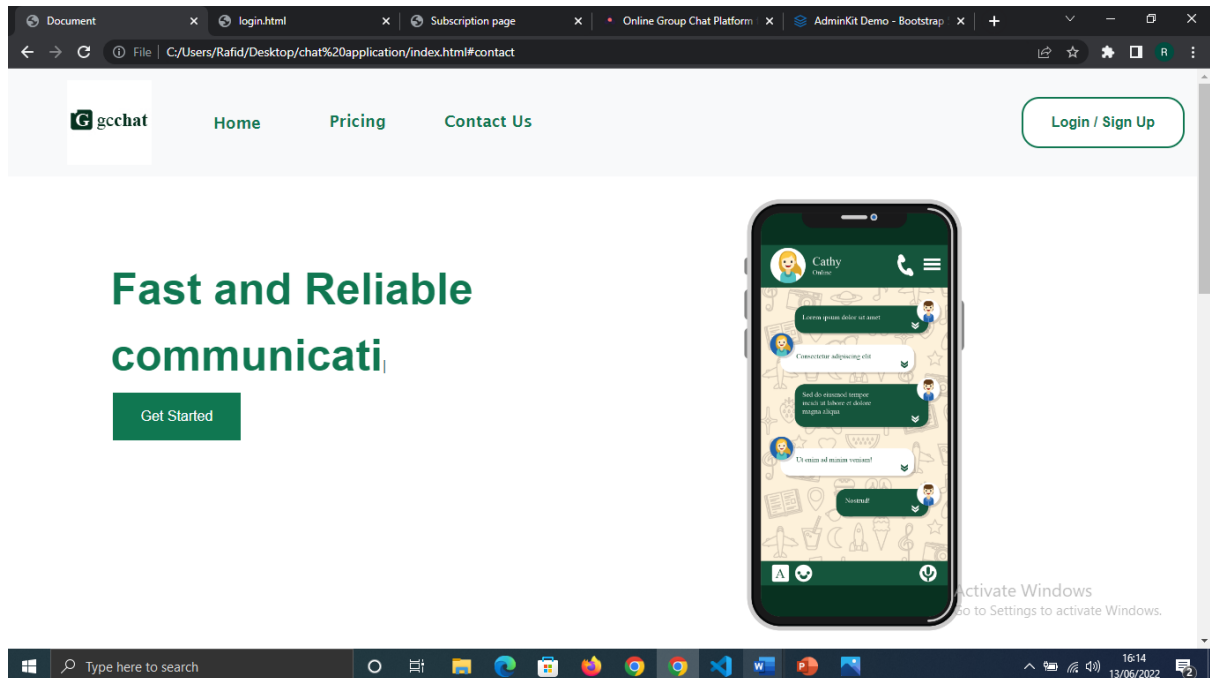 Document
login.html
Subscription page
Online Group Chat Platform
AdminKit Demo - Bootstrap
File
C:/Users/Rafid/Desktop/chat%20application/index.html#contact
R
G gcchat
Home
Pricing
Contact Us
Login / Sign Up
Fast and Reliable
communicati
Get Started
Cathy
Online
Lorem ipsum dolor sit amet
Consectetur adipiscing elit
Sed do eiusmod tempor
incidi ut labore et dolore
magna aliqua
Ut enim ad minim veniam!
Nostrud!
A
Activate Windows
Go to Settings to activate Windows.
Type here to search
16:14
13/06/2022
2